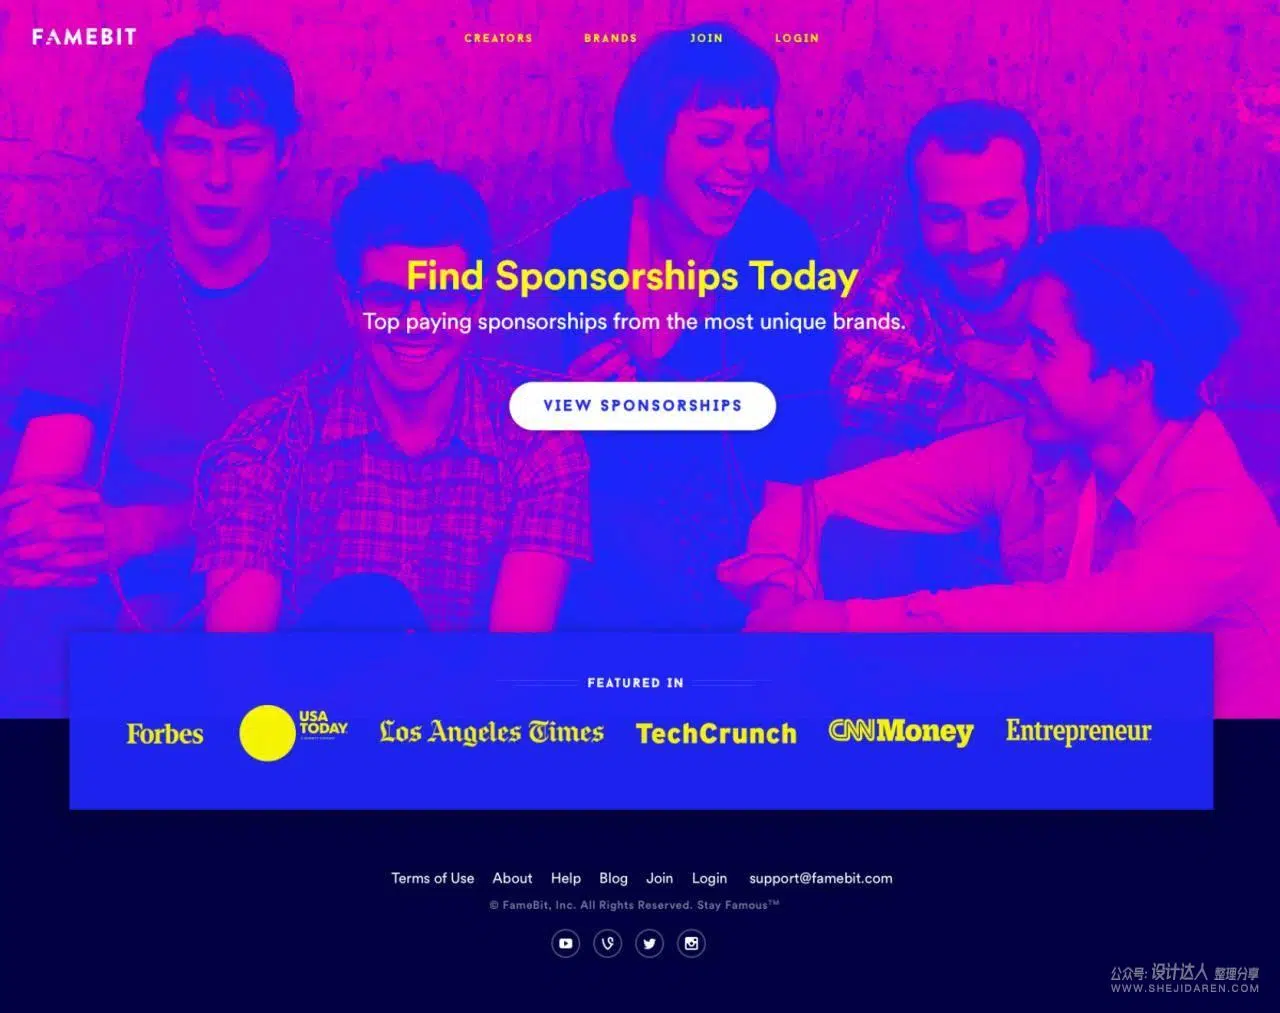 FAMEBIT
CREATORS BRANDS JOIN LOGIN
Find Sponsorships Today
Top paying sponsorships from the most unique brands.
VIEW SPONSORSHIPS
FEATURED IN
Forbes
USA
TODAY
Los Angeles Times
TechCrunch
CNNMoney
Entrepreneur
Terms of Use About Help Blog Join Login support@famebit.com
© FameBit, Inc. All Rights Reserved. Stay Famous™
公众号: 设计达人 整理分享
WWW.SHEJIDAREN.COM